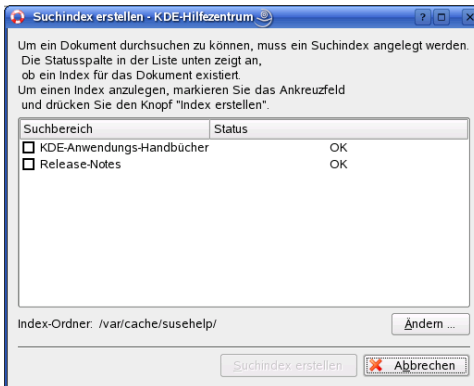 Suchindex erstellen - KDE-Hilfezentrum
Um ein Dokument durchsuchen zu können, muss ein Suchindex angelegt werden.
Die Statusspalte in der Liste unten zeigt an,
ob ein Index für das Dokument existiert.
Um einen Index anzulegen, markieren Sie das Ankreuzfeld
und drücken Sie den Knopf "Index erstellen".
Suchbereich Status
KDE-Anwendungs-Handbücher OK
Release-Notes OK
Index-Ordner: /var/cache/susehelp/ Ändern ...
Suchindex erstellen Abbrechen